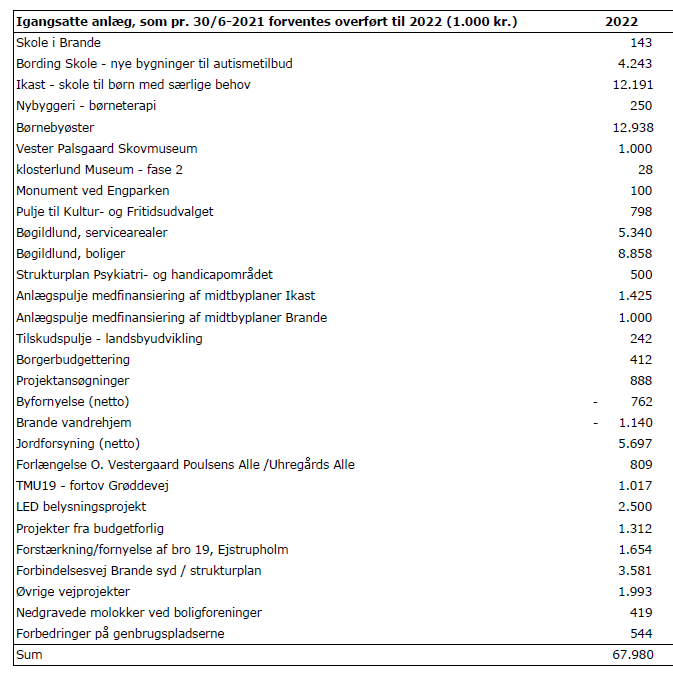 Igangsatte anlæg, som pr. 30/6-2021 forventes overført til 2022 (1.000 kr.) 2022
Skole i Brande 143
Bording Skole - nye bygninger til autismetilbud 4.243
Ikast - skole til børn med særlige behov 12.191
Nybyggeri - børneterapi 250
Børnebyøster 12.938
Vester Palsgaard Skovmuseum 1.000
klosterlund Museum - fase 2 28
Monument ved Engparken 100
Pulje til Kultur- og Fritidsudvalget 798
Bøgildlund, servicearealer 5.340
Bøgildlund, boliger 8.858
Strukturplan Psykiatri- og handicapområdet 500
Anlægspulje medfinansiering af midtbyplaner Ikast 1.425
Anlægspulje medfinansiering af midtbyplaner Brande 1.000
Tilskudspulje - landsbyudvikling 242
Borgerbudgettering 412
Projektansøgninger 888
Byfornyelse (netto) - 762
Brande vandrehjem - 1.140
Jordforsyning (netto) 5.697
Forlængelse O. Vestergaard Poulsens Alle /Uhregårds Alle 809
TMU19 - fortov Grøddevej 1.017
LED belysningsprojekt 2.500
Projekter fra budgetforlig 1.312
Forstærkning/fornyelse af bro 19, Ejstrupholm 1.654
Forbindelsesvej Brande syd / strukturplan 3.581
Øvrige vejprojekter 1.993
Nedgravede molokker ved boligforeninger 419
Forbedringer på genbrugspladserne 544
Sum 67.980